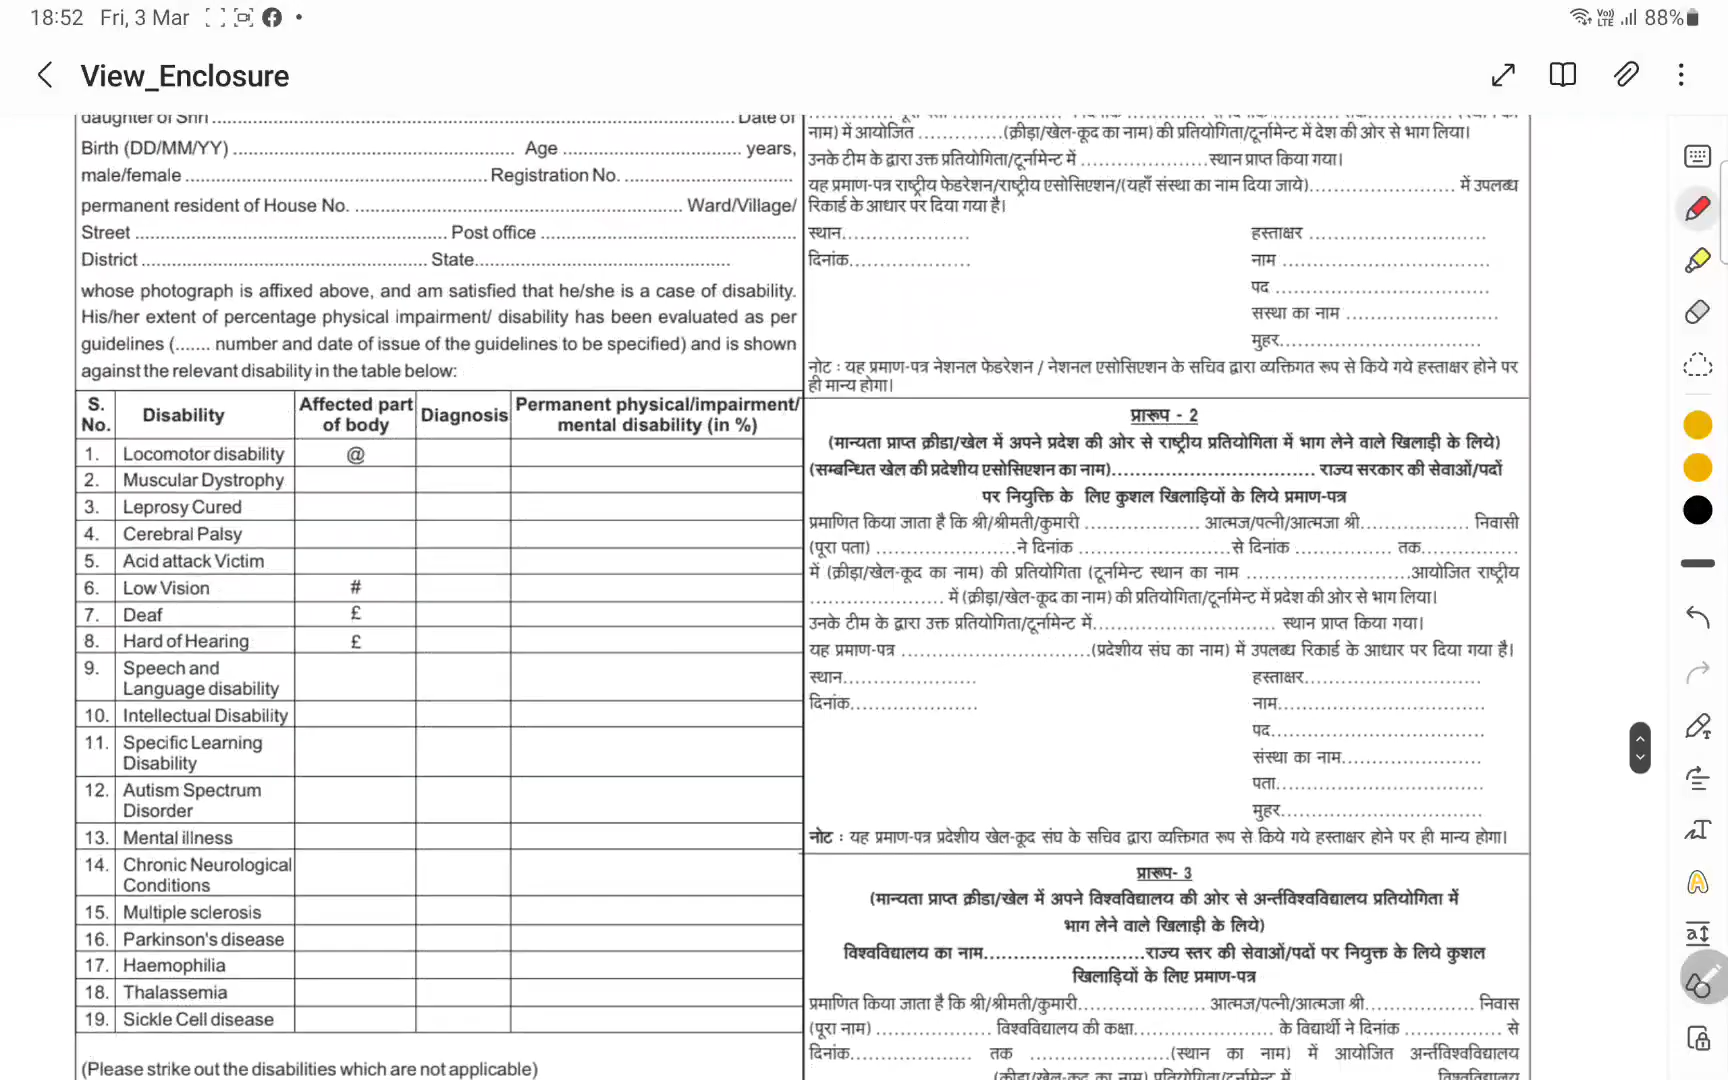 18:52 Fri, 3 Mar
88%
View_Enclosure
daughter of Shri ........................................ Date of
Birth (DD/MM/YY) ........................................ Age ........................ years,
male/female ........................................ Registration No. ........................
permanent resident of House No. ........................................ Ward/Village/
Street ........................................ Post office ........................................
District ........................................ State........................................
whose photograph is affixed above, and am satisfied that he/she is a case of disability.
His/her extent of percentage physical impairment/ disability has been evaluated as per
guidelines (....... number and date of issue of the guidelines to be specified) and is shown
against the relevant disability in the table below:
S. No. Disability Affected part of body Diagnosis Permanent physical/impairment/ mental disability (in %)
1. Locomotor disability @
2. Muscular Dystrophy
3. Leprosy Cured
4. Cerebral Palsy
5. Acid attack Victim
6. Low Vision #
7. Deaf £
8. Hard of Hearing £
9. Speech and
Language disability
10. Intellectual Disability
11. Specific Learning
Disability
12. Autism Spectrum
Disorder
13. Mental illness
14. Chronic Neurological
Conditions
15. Multiple sclerosis
16. Parkinson's disease
17. Haemophilia
18. Thalassemia
19. Sickle Cell disease
(Please strike out the disabilities which are not applicable)
नाम) में आयोजित ..............(क्रीड़ा/खेल-कूद का नाम) की प्रतियोगिता/टूर्नामेन्ट में देश की ओर से भाग लिया।
उनके टीम के द्वारा उक्त प्रतियोगिता/टूर्नामेन्ट में .....................स्थान प्राप्त किया गया।
यह प्रमाण-पत्र राष्ट्रीय फेडरेशन/राष्ट्रीय एसोसिएशन/(यहाँ संस्था का नाम दिया जाये)........................ में उपलब्ध
रिकार्ड के आधार पर दिया गया है।
स्थान...................... हस्ताक्षर ..............................
दिनांक..................... नाम ...................................
पद ....................................
सस्था का नाम ..........................
मुहर..................................
नोट : यह प्रमाण-पत्र नेशनल फेडरेशन / नेशनल एसोसिएशन के सचिव द्वारा व्यक्तिगत रूप से किये गये हस्ताक्षर होने पर
ही मान्य होगा।
प्रारूप - 2
(मान्यता प्राप्त क्रीडा/खेल में अपने प्रदेश की ओर से राष्ट्रीय प्रतियोगिता में भाग लेने वाले खिलाड़ी के लिये)
(सम्बन्धित खेल की प्रदेशीय एसोसिएशन का नाम).................................. राज्य सरकार की सेवाओं/पदों
पर नियुक्ति के लिए कुशल खिलाड़ियों के लिये प्रमाण-पत्र
प्रमाणित किया जाता है कि श्री/श्रीमती/कुमारी .................... आत्मज/पत्नी/आत्मजा श्री................... निवासी
(पूरा पता) ........................ने दिनांक ...........................से दिनांक ................ तक.................
में (क्रीड़ा/खेल-कूद का नाम) की प्रतियोगिता (टूर्नामेन्ट स्थान का नाम ............................आयोजित राष्ट्रीय
....................... में (क्रीड़ा/खेल-कूद का नाम) की प्रतियोगिता/टूर्नामेन्ट में प्रदेश की ओर से भाग लिया।
उनके टीम के द्वारा उक्त प्रतियोगिता/टूर्नामेन्ट में............................... स्थान प्राप्त किया गया।
यह प्रमाण-पत्र ................................(प्रदेशीय संघ का नाम) में उपलब्ध रिकार्ड के आधार पर दिया गया है।
स्थान....................... हस्ताक्षर..............................
दिनांक...................... नाम...................................
पद....................................
संस्था का नाम........................
पता...................................
मुहर..................................
नोट : यह प्रमाण-पत्र प्रदेशीय खेल-कूद संघ के सचिव द्वारा व्यक्तिगत रूप से किये गये हस्ताक्षर होने पर ही मान्य होगा।
प्रारूप- 3
(मान्यता प्राप्त क्रीडा/खेल में अपने विश्वविद्यालय की ओर से अर्न्तविश्वविद्यालय प्रतियोगिता में
भाग लेने वाले खिलाड़ी के लिये)
विश्वविद्यालय का नाम..........................राज्य स्तर की सेवाओं/पदों पर नियुक्त के लिये कुशल
खिलाड़ियों के लिए प्रमाण-पत्र
प्रमाणित किया जाता है कि श्री/श्रीमती/कुमारी...................... आत्मज/पत्नी/आत्मजा श्री................... निवास
(पूरा नाम) ................... विश्वविद्यालय की कक्षा........................ के विद्यार्थी ने दिनांक .................... से
दिनांक..................... तक .......................(स्थान का नाम) में आयोजित अर्न्तविश्वविद्यालय